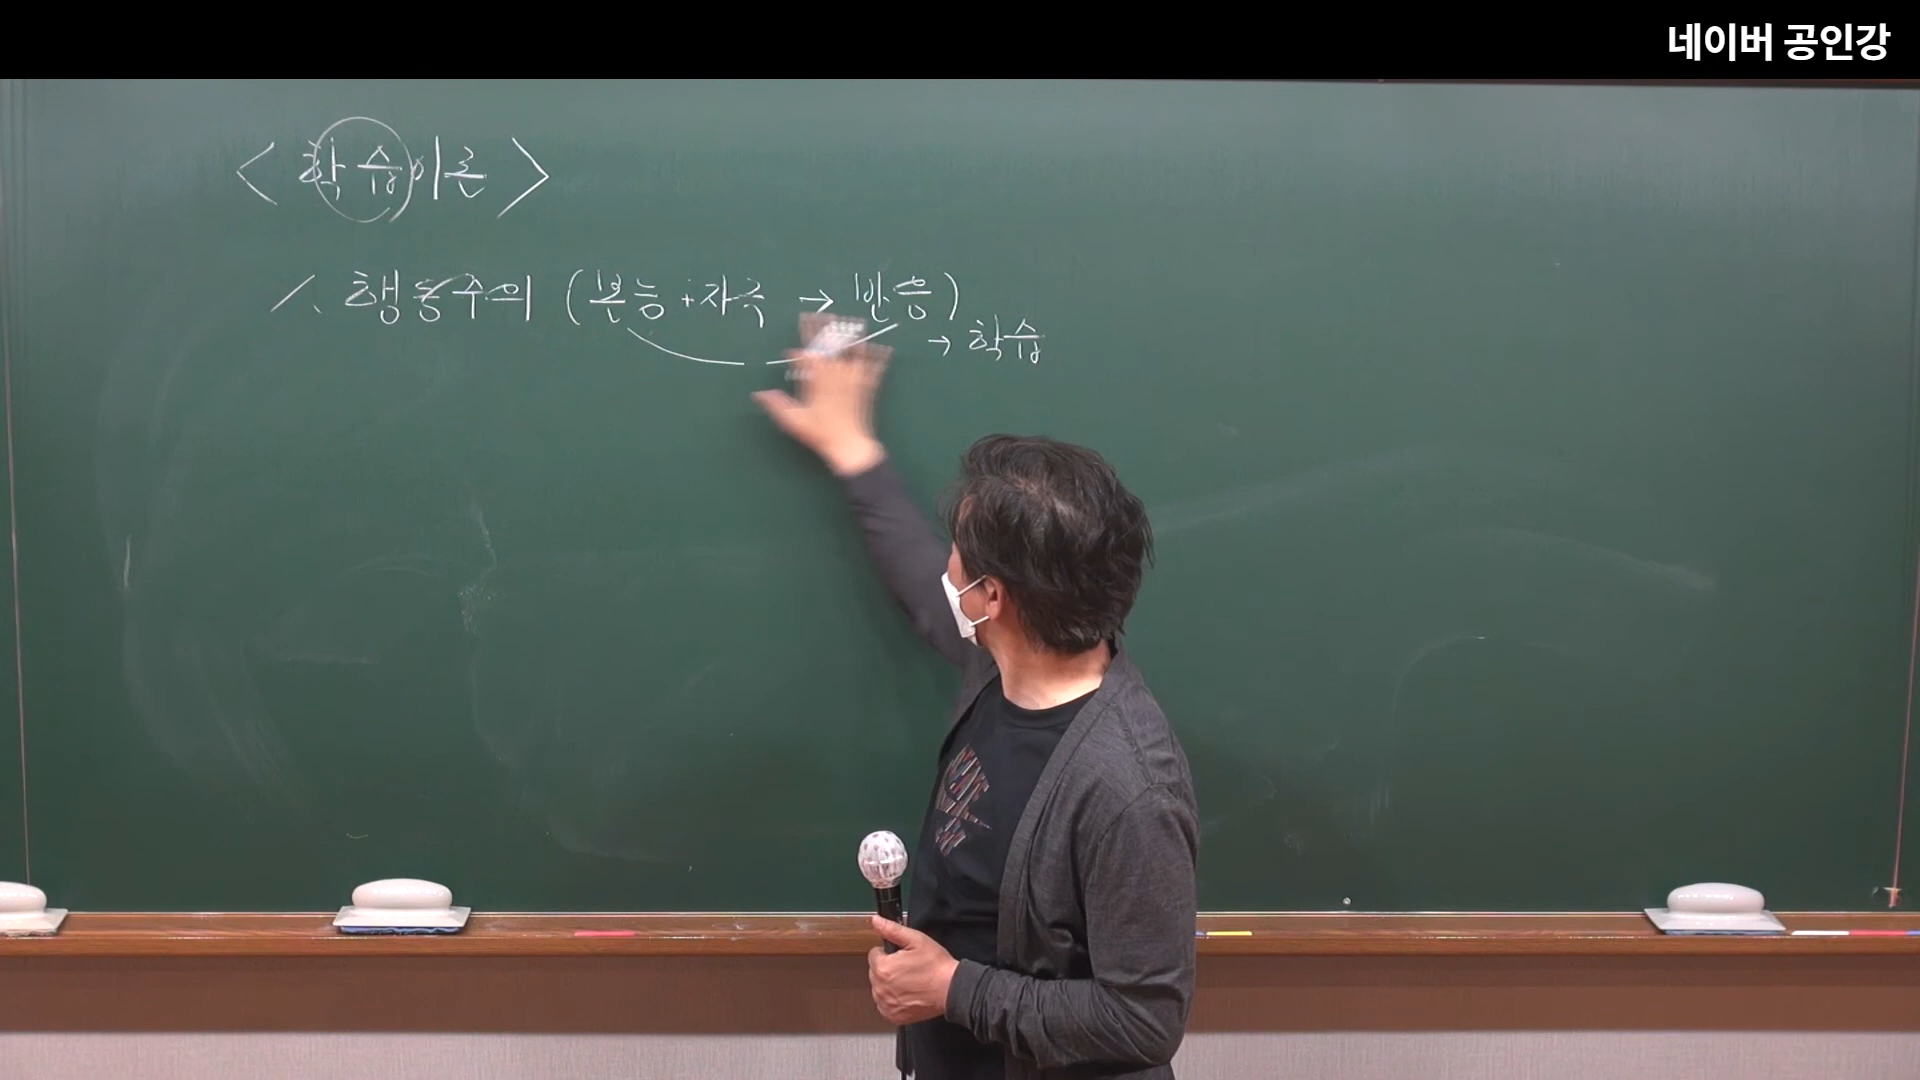 네이버 공인강
< 학습이론 >
1. 행동주의 (본능+자극 → 반응)
→ 학습